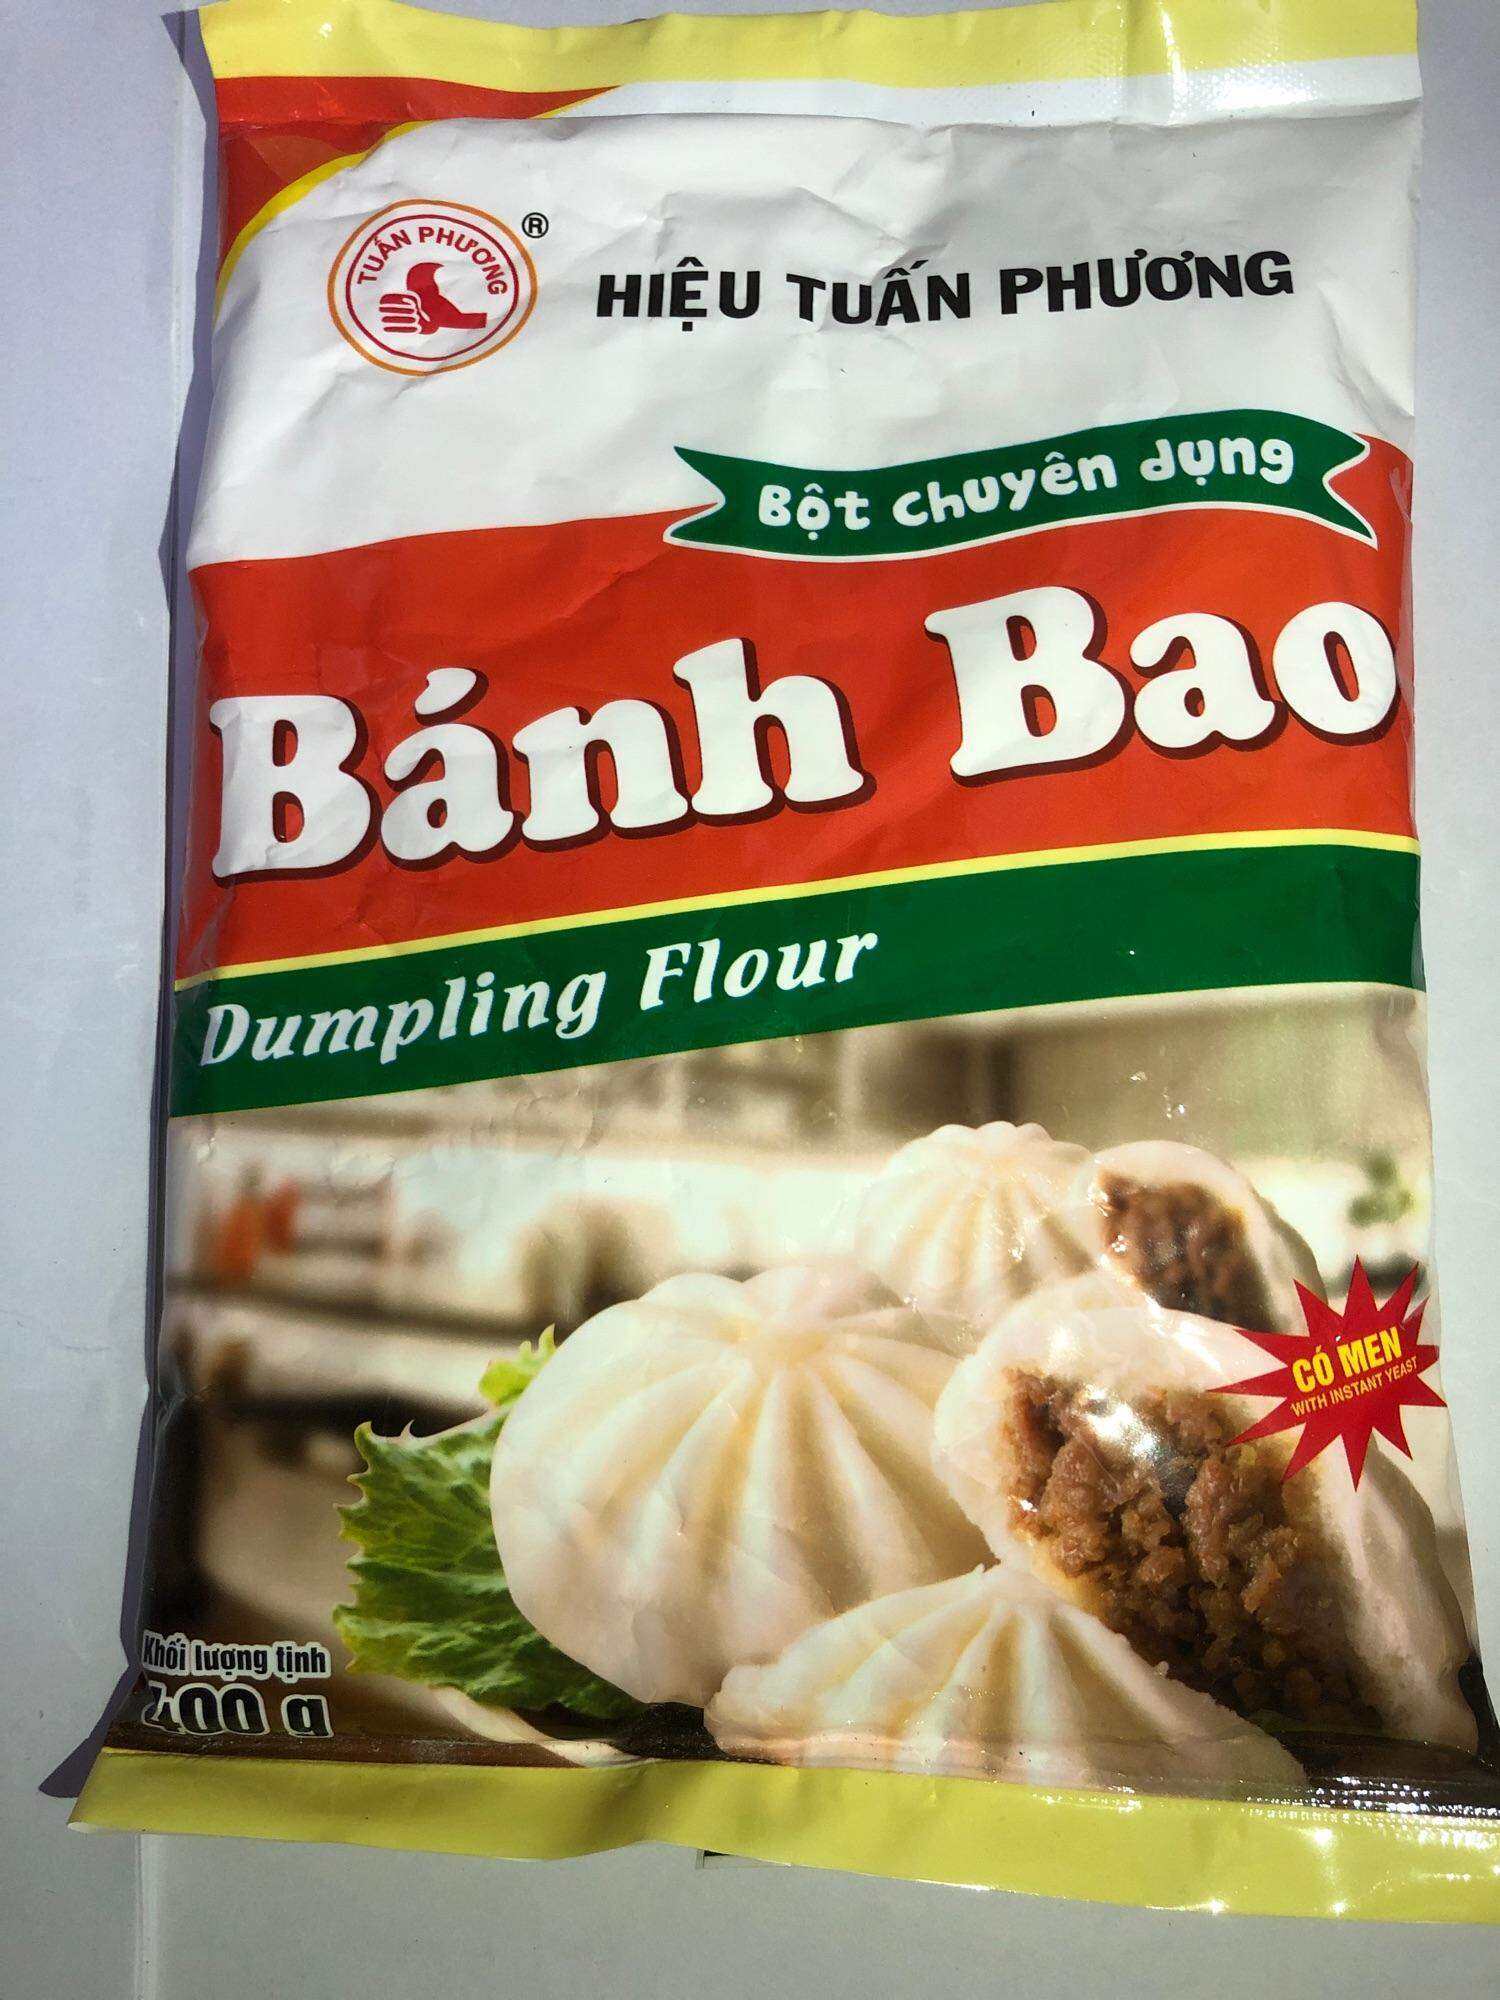 TUẤN PHƯƠNG
®
HIỆU TUẤN PHƯƠNG
Bột chuyên dụng
Bánh Bao
Dumpling Flour
CÓ MEN
WITH INSTANT YEAST
Khối lượng tịnh
400 g